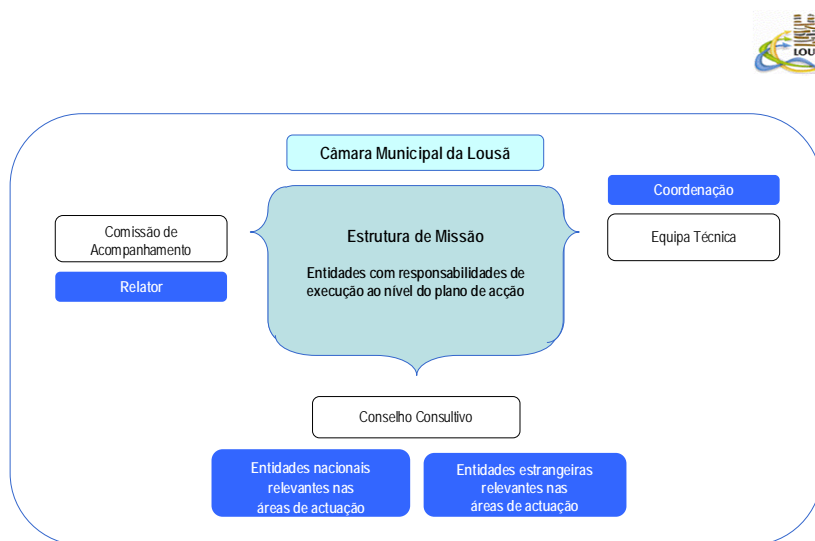 LOU
Câmara Municipal da Lousã
Coordenação
Comissão de
Acompanhamento
Estrutura de Missão
Equipa Técnica
Entidades com responsabilidades de
execução ao nível do plano de acção
Relator
Conselho Consultivo
Entidades nacionais
relevantes nas
áreas de actuação
Entidades estrangeiras
relevantes nas
áreas de actuação